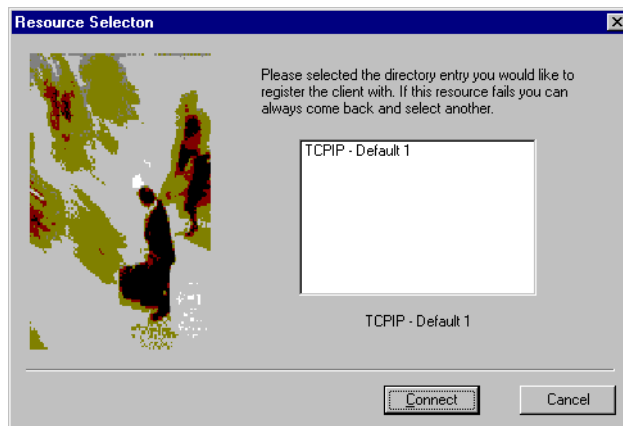 Resource Selecton
Please selected the directory entry you would like to
register the client with. If this resource fails you can
always come back and select another.
TCPIP - Default 1
TCPIP - Default 1
Connect
Cancel